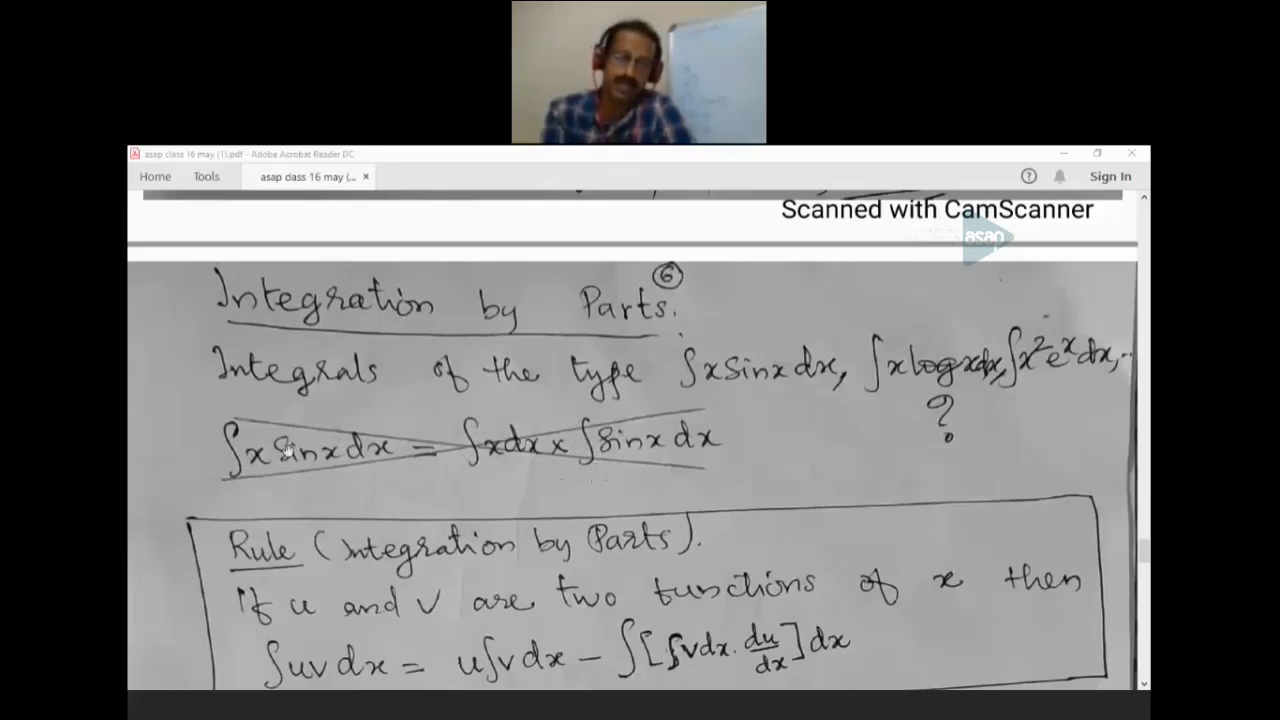 asap class 16 may (1).pdf - Adobe Acrobat Reader DC
Home Tools asap class 16 may (... × Sign In
Scanned with CamScanner
asap
Integration by Parts. ⑥
Integrals of the type ∫x sinx dx, ∫x logx dx, ∫x²eˣdx, ..
?
∫x sinx dx = ∫xdx × ∫sinx dx
Rule (Integration by Parts).
If u and v are two functions of x then
∫uv dx = u∫v dx − ∫[∫vdx. du/dx] dx